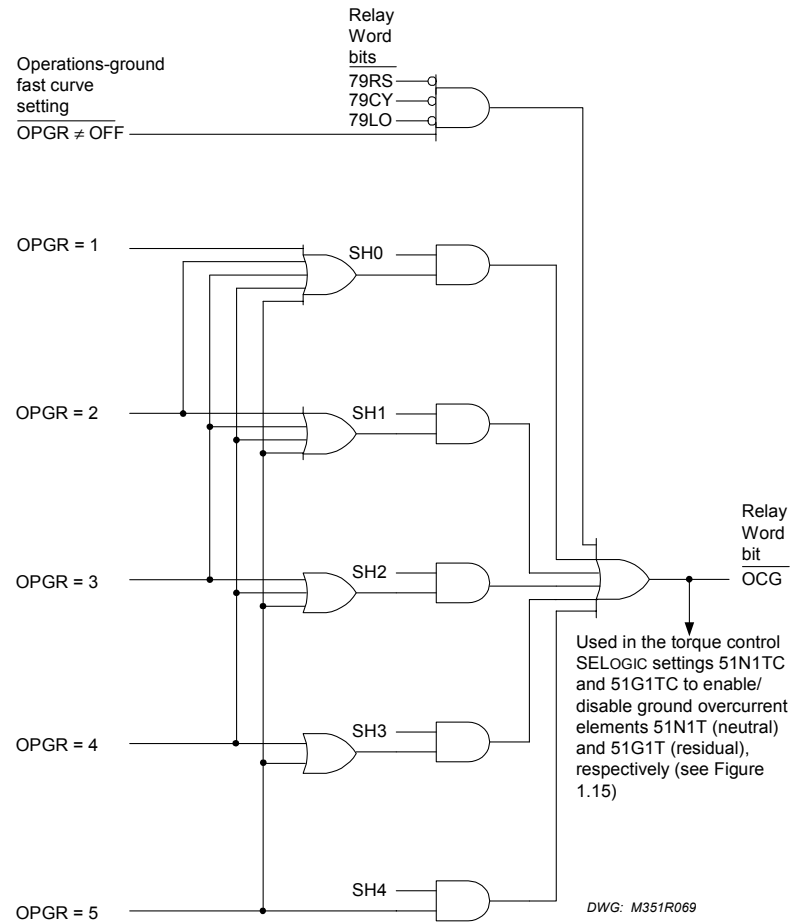 Relay
Word
bits
79RS
79CY
79LO
Operations-ground
fast curve
setting
OPGR ≠ OFF
OPGR = 1
SH0
OPGR = 2
SH1
OPGR = 3
SH2
Relay
Word
bit
OCG
Used in the torque control
SELOGIC settings 51N1TC
and 51G1TC to enable/
disable ground overcurrent
elements 51N1T (neutral)
and 51G1T (residual),
respectively (see Figure
1.15)
OPGR = 4
SH3
OPGR = 5
SH4
DWG: M351R069